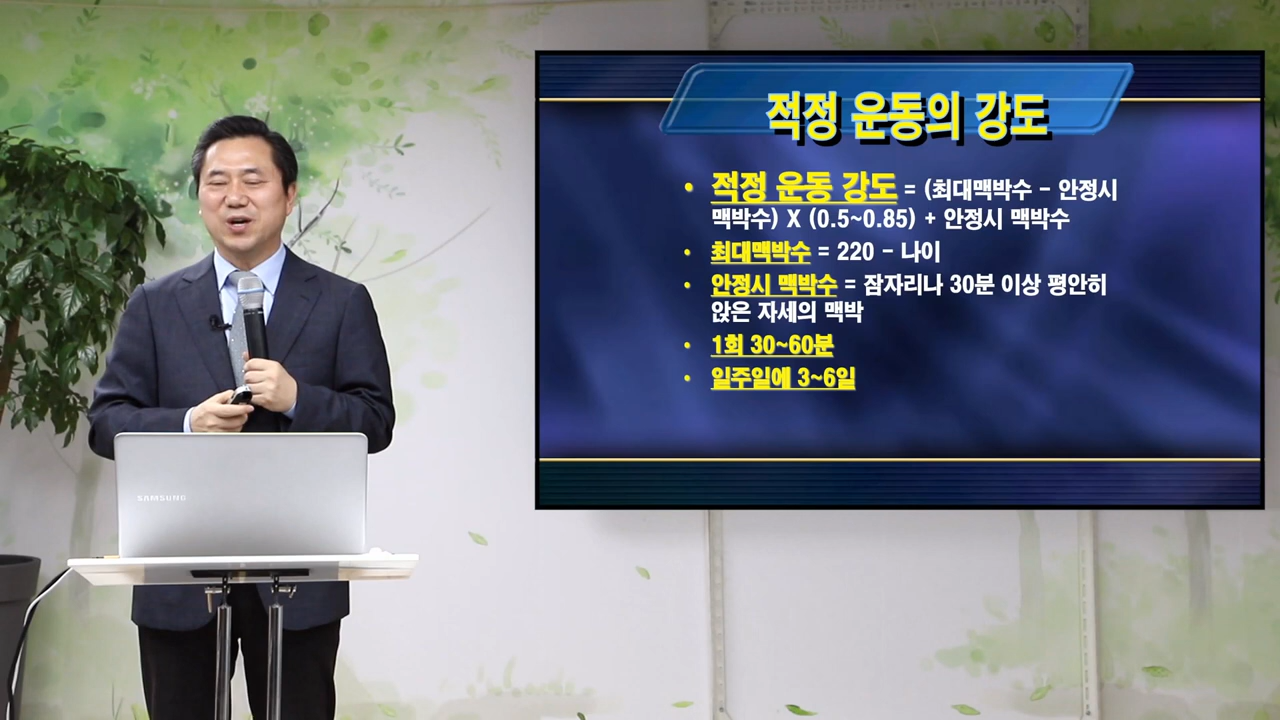 적정 운동의 강도
• 적정 운동 강도 = (최대맥박수 - 안정시
맥박수) X (0.5~0.85) + 안정시 맥박수
• 최대맥박수 = 220 - 나이
• 안정시 맥박수 = 잠자리나 30분 이상 평안히
앉은 자세의 맥박
• 1회 30~60분
• 일주일에 3~6일
SAMSUNG